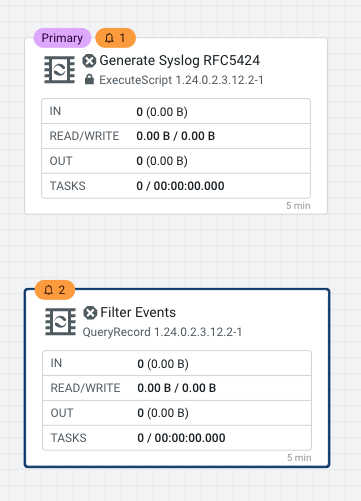 Primary 1
Generate Syslog RFC5424
ExecuteScript 1.24.0.2.3.12.2-1
IN 0 (0.00 B)
READ/WRITE 0.00 B / 0.00 B
OUT 0 (0.00 B)
TASKS 0 / 00:00:00.000
5 min
2
Filter Events
QueryRecord 1.24.0.2.3.12.2-1
IN 0 (0.00 B)
READ/WRITE 0.00 B / 0.00 B
OUT 0 (0.00 B)
TASKS 0 / 00:00:00.000
5 min